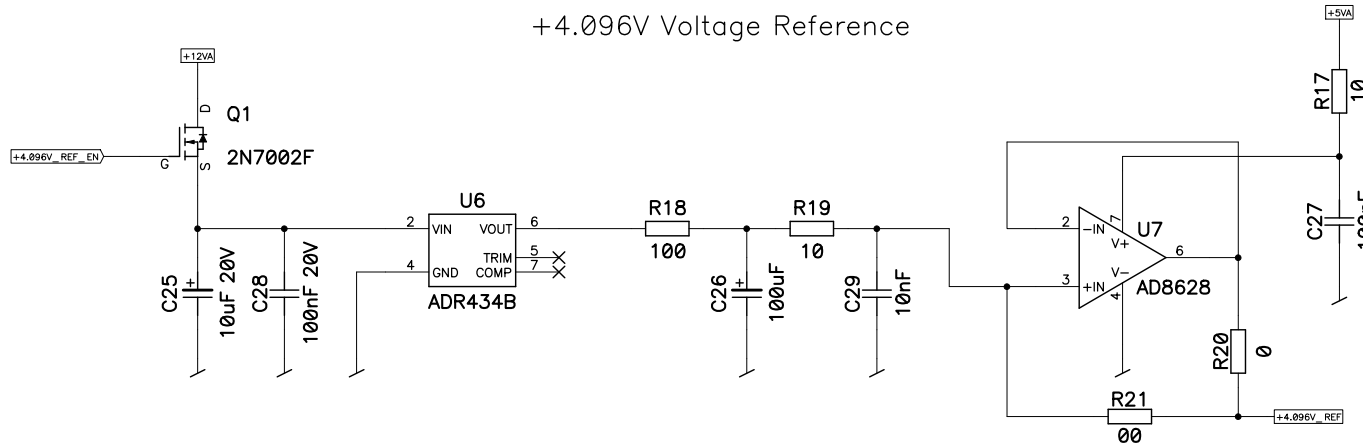 +4.096V Voltage Reference
+5VA
R17
10
+12VA
D
Q1
G
S
2N7002F
+4.096V_REF_EN
C25
10uF 20V
C28
100nF 20V
U6
2
VIN
VOUT
6
TRIM
5
4
GND
COMP
7
ADR434B
R18
100
R19
10
C26
100uF
C29
10nF
2
-IN
7
V+
U7
6
3
+IN
V-
4
AD8628
C27
R20
0
R21
00
+4.096V_REF